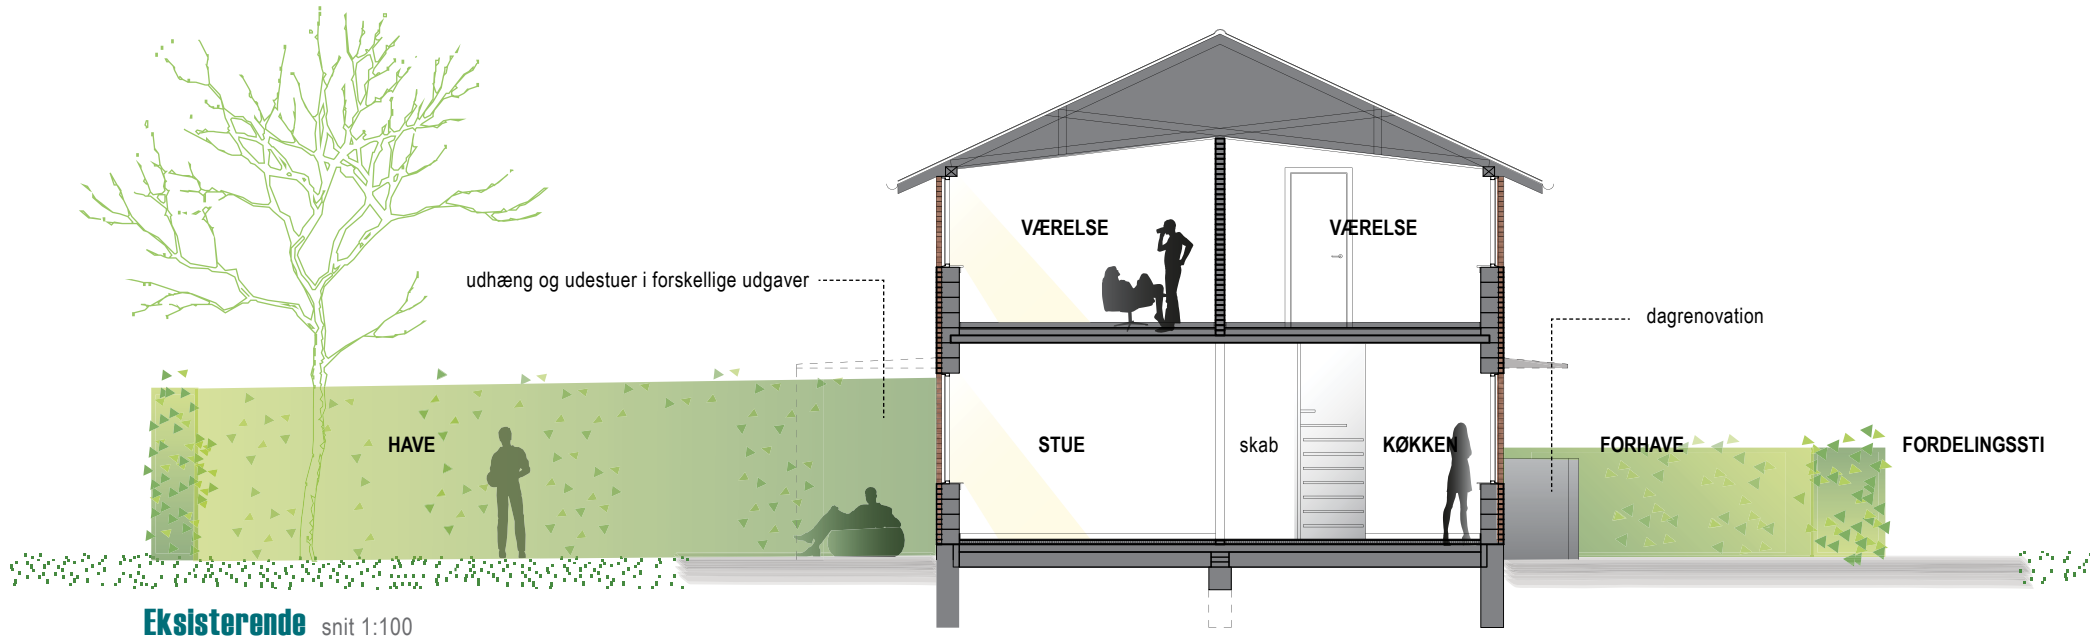 VÆRELSE
VÆRELSE
udhæng og udestuer i forskellige udgaver
dagrenovation
HAVE
STUE
skab
KØKKEN
FORHAVE
FORDELINGSSTI
Eksisterende snit 1:100